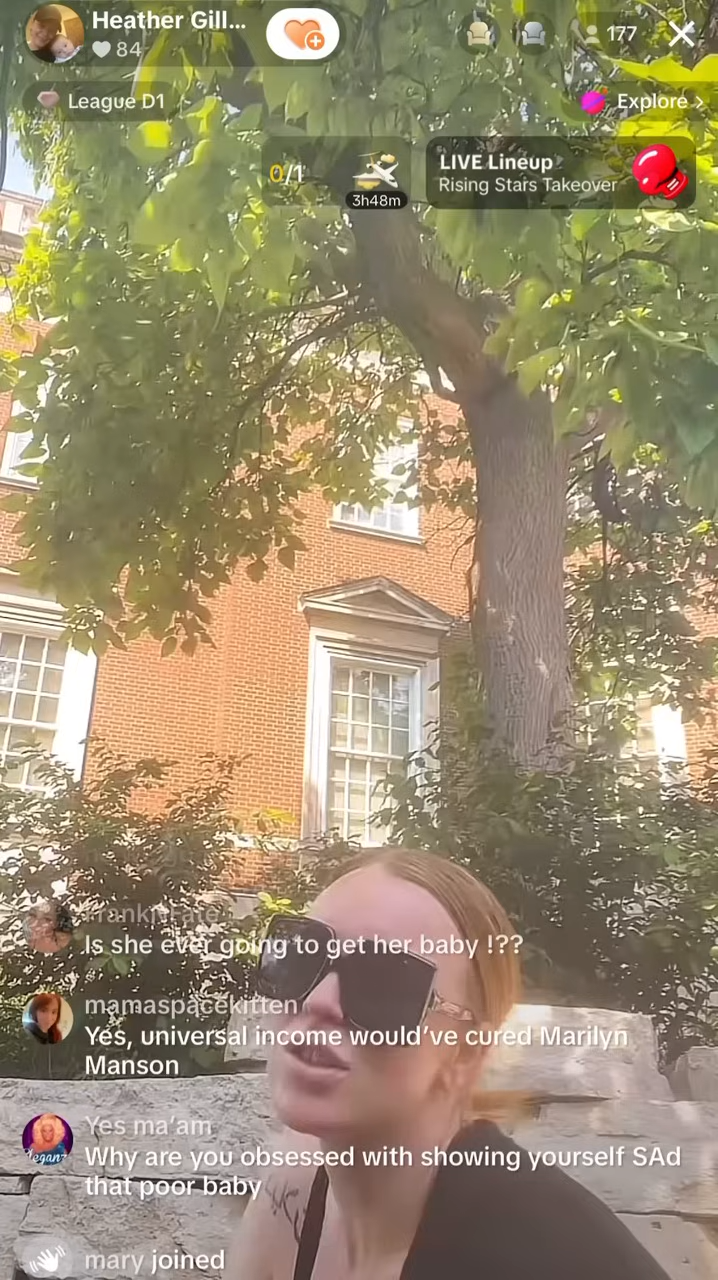 Heather Gill...
84
177
League D1
Explore >
0/1
LIVE Lineup
Rising Stars Takeover
3h48m
Frankie Fate
Is she ever going to get her baby !??
mamaspacekitten
Yes, universal income would've cured Marilyn
Manson
Yes ma'am
Why are you obsessed with showing yourself SAd
that poor baby
mary joined